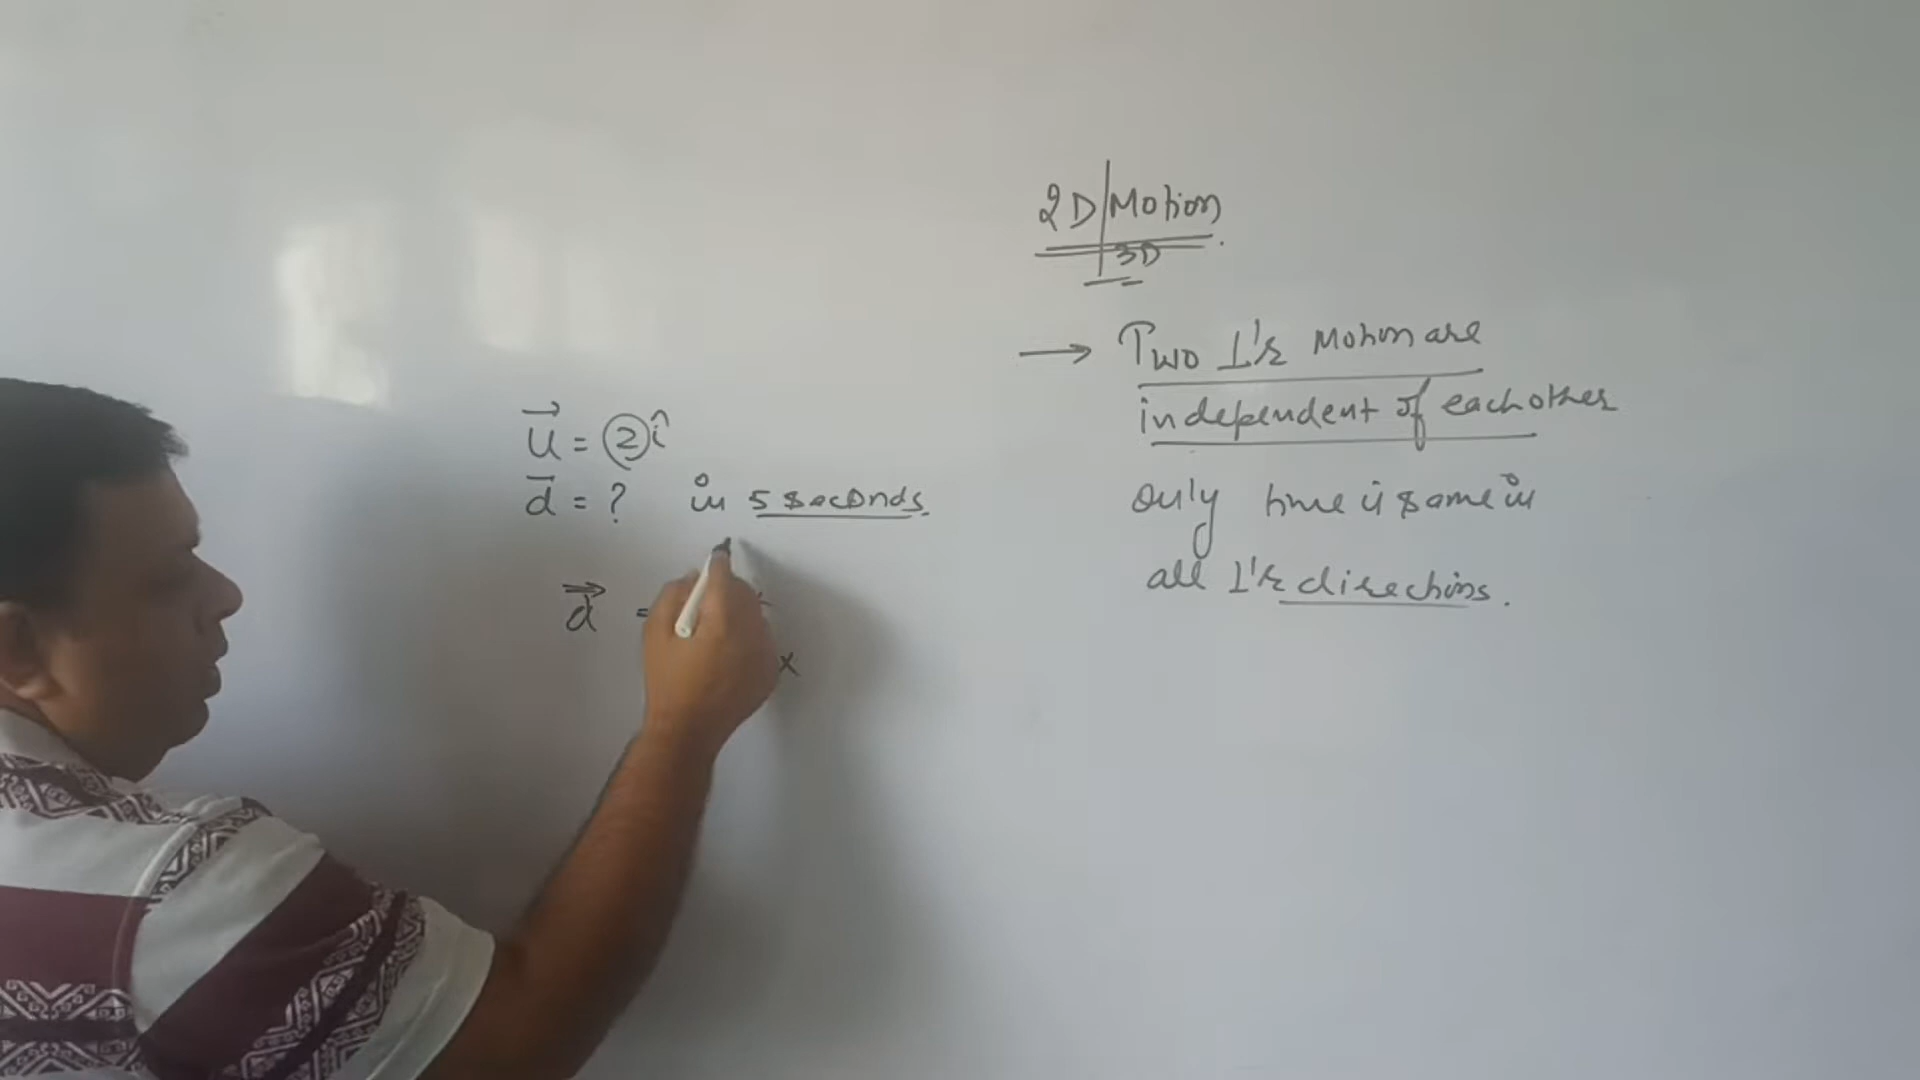 2D Motion
3D
→ Two ⊥'r Motion are
independent of each other
only time is same in
all ⊥'r directions.
u⃗ = ② î
d⃗ = ? in 5 seconds.
d⃗ =
x